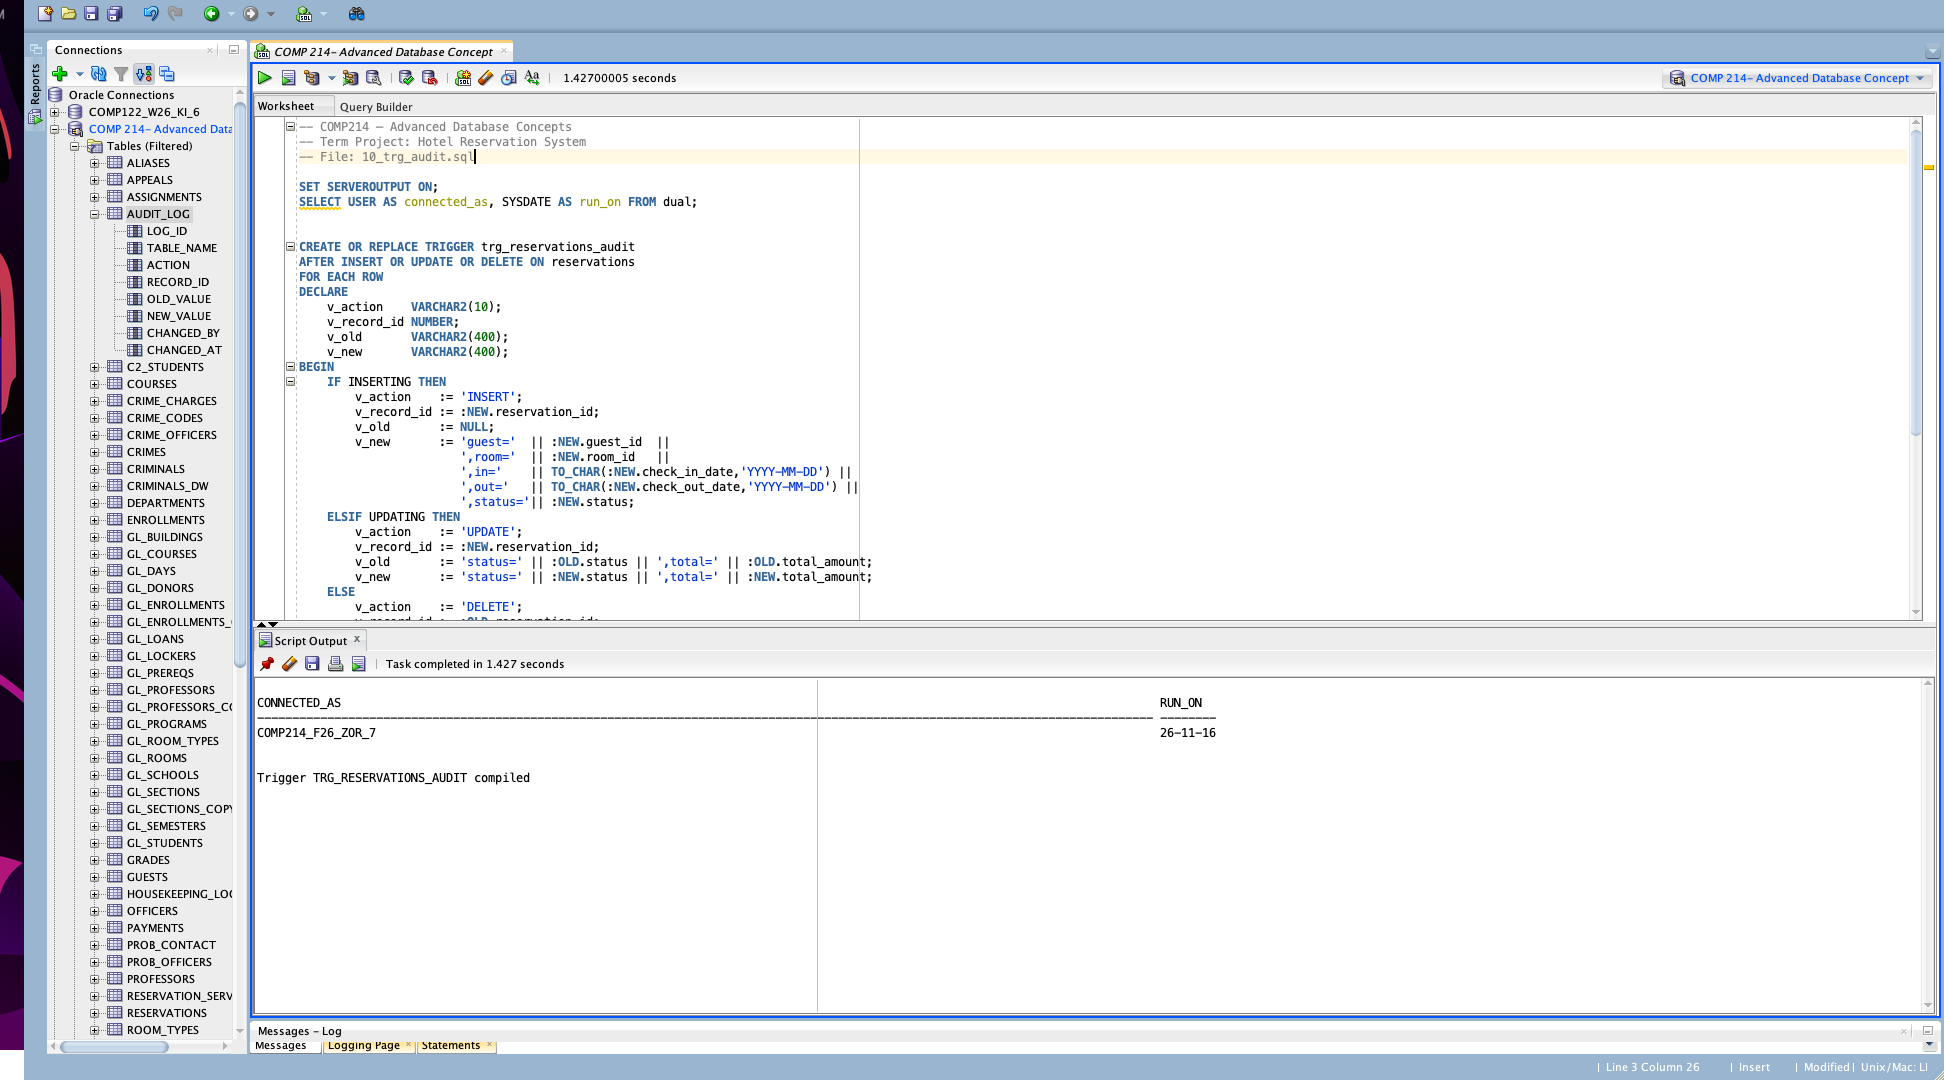 Connections
Reports
Oracle Connections
COMP122_W26_KI_6
COMP 214- Advanced Data
Tables (Filtered)
ALIASES
APPEALS
ASSIGNMENTS
AUDIT_LOG
LOG_ID
TABLE_NAME
ACTION
RECORD_ID
OLD_VALUE
NEW_VALUE
CHANGED_BY
CHANGED_AT
C2_STUDENTS
COURSES
CRIME_CHARGES
CRIME_CODES
CRIME_OFFICERS
CRIMES
CRIMINALS
CRIMINALS_DW
DEPARTMENTS
ENROLLMENTS
GL_BUILDINGS
GL_COURSES
GL_DAYS
GL_DONORS
GL_ENROLLMENTS
GL_ENROLLMENTS_
GL_LOANS
GL_LOCKERS
GL_PREREQS
GL_PROFESSORS
GL_PROFESSORS_CO
GL_PROGRAMS
GL_ROOM_TYPES
GL_ROOMS
GL_SCHOOLS
GL_SECTIONS
GL_SECTIONS_COPY
GL_SEMESTERS
GL_STUDENTS
GRADES
GUESTS
HOUSEKEEPING_LOG
OFFICERS
PAYMENTS
PROB_CONTACT
PROB_OFFICERS
PROFESSORS
RESERVATION_SERV
RESERVATIONS
ROOM_TYPES
COMP 214- Advanced Database Concept
1.42700005 seconds
COMP 214- Advanced Database Concept
Worksheet Query Builder
-- COMP214 – Advanced Database Concepts
-- Term Project: Hotel Reservation System
-- File: 10_trg_audit.sql
SET SERVEROUTPUT ON;
SELECT USER AS connected_as, SYSDATE AS run_on FROM dual;
CREATE OR REPLACE TRIGGER trg_reservations_audit
AFTER INSERT OR UPDATE OR DELETE ON reservations
FOR EACH ROW
DECLARE
v_action VARCHAR2(10);
v_record_id NUMBER;
v_old VARCHAR2(400);
v_new VARCHAR2(400);
BEGIN
IF INSERTING THEN
v_action := 'INSERT';
v_record_id := :NEW.reservation_id;
v_old := NULL;
v_new := 'guest=' || :NEW.guest_id ||
',room=' || :NEW.room_id ||
',in=' || TO_CHAR(:NEW.check_in_date,'YYYY-MM-DD') ||
',out=' || TO_CHAR(:NEW.check_out_date,'YYYY-MM-DD') ||
',status='|| :NEW.status;
ELSIF UPDATING THEN
v_action := 'UPDATE';
v_record_id := :NEW.reservation_id;
v_old := 'status=' || :OLD.status || ',total=' || :OLD.total_amount;
v_new := 'status=' || :NEW.status || ',total=' || :NEW.total_amount;
ELSE
v_action := 'DELETE';
v_record_id := :OLD.reservation_id;
Script Output
Task completed in 1.427 seconds
CONNECTED_AS RUN_ON
COMP214_F26_ZOR_7 26-11-16
Trigger TRG_RESERVATIONS_AUDIT compiled
Messages - Log
Messages Logging Page Statements
Line 3 Column 26 Insert Modified Unix/Mac: LI